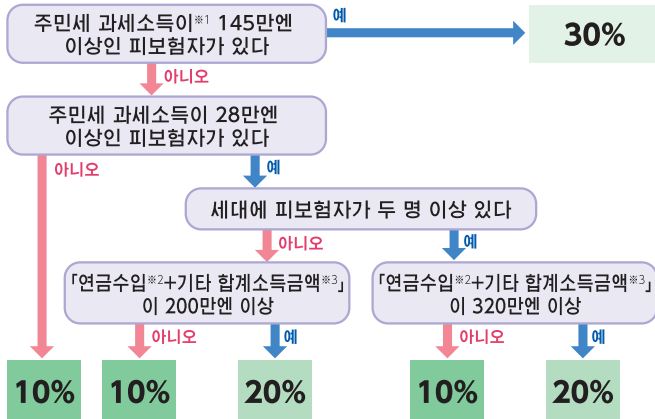 주민세 과세소득이※1 145만엔
이상인 피보험자가 있다
예
30%
아니오
주민세 과세소득이 28만엔
이상인 피보험자가 있다
아니오
예
세대에 피보험자가 두 명 이상 있다
아니오
예
「연금수입※2+기타 합계소득금액※3」
이 200만엔 이상
「연금수입※2+기타 합계소득금액※3」
이 320만엔 이상
아니오
예
아니오
예
10%
10%
20%
10%
20%